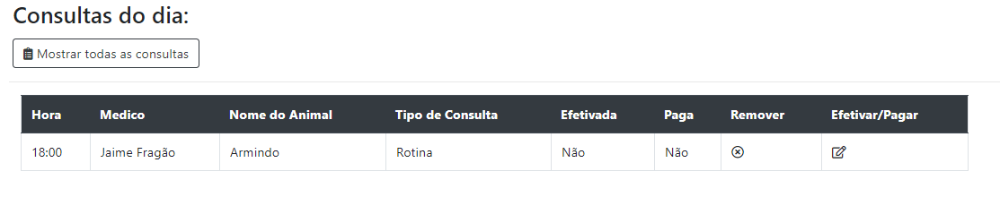 Consultas do dia:
Mostrar todas as consultas
Hora Medico Nome do Animal Tipo de Consulta Efetivada Paga Remover Efetivar/Pagar
18:00 Jaime Fragão Armindo Rotina Não Não